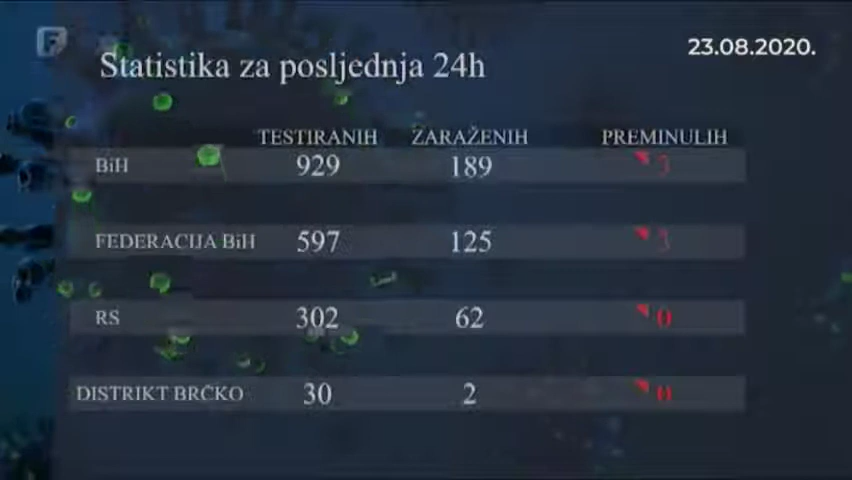 23.08.2020.
Statistika za posljednja 24h
TESTIRANIH ZARAŽENIH PREMINULIH
BiH 929 189 3
FEDERACIJA BiH 597 125 3
RS 302 62 0
DISTRIKT BRČKO 30 2 0